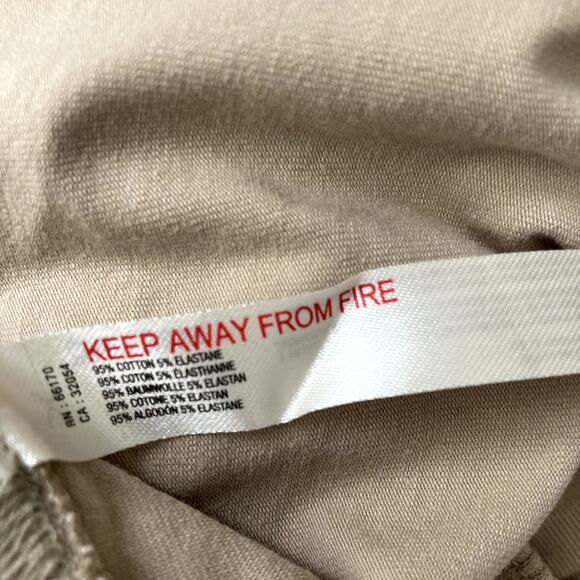 KEEP AWAY FROM FIRE
95% COTTON 5% ELASTANE
95% COTON 5% ÉLASTHANNE
95% BAUMWOLLE 5% ELASTAN
95% COTONE 5% ELASTAN
95% ALGODÓN 5% ELASTANE
RN : 66170
CA : 32054